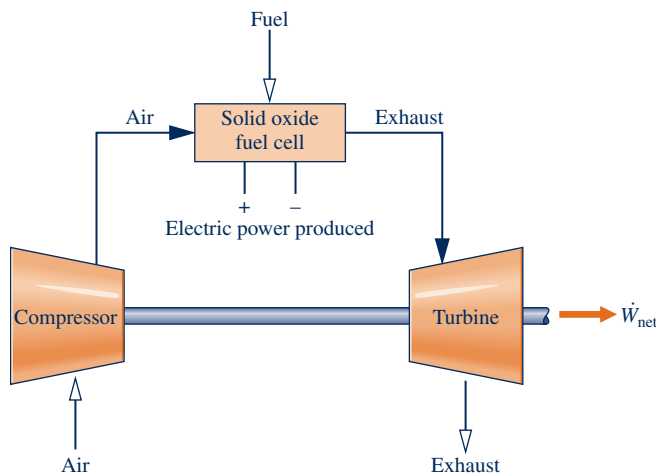 Fuel
Air
Solid oxide
fuel cell
Exhaust
+
−
Electric power produced
Compressor
Turbine
Ẇnet
Air
Exhaust